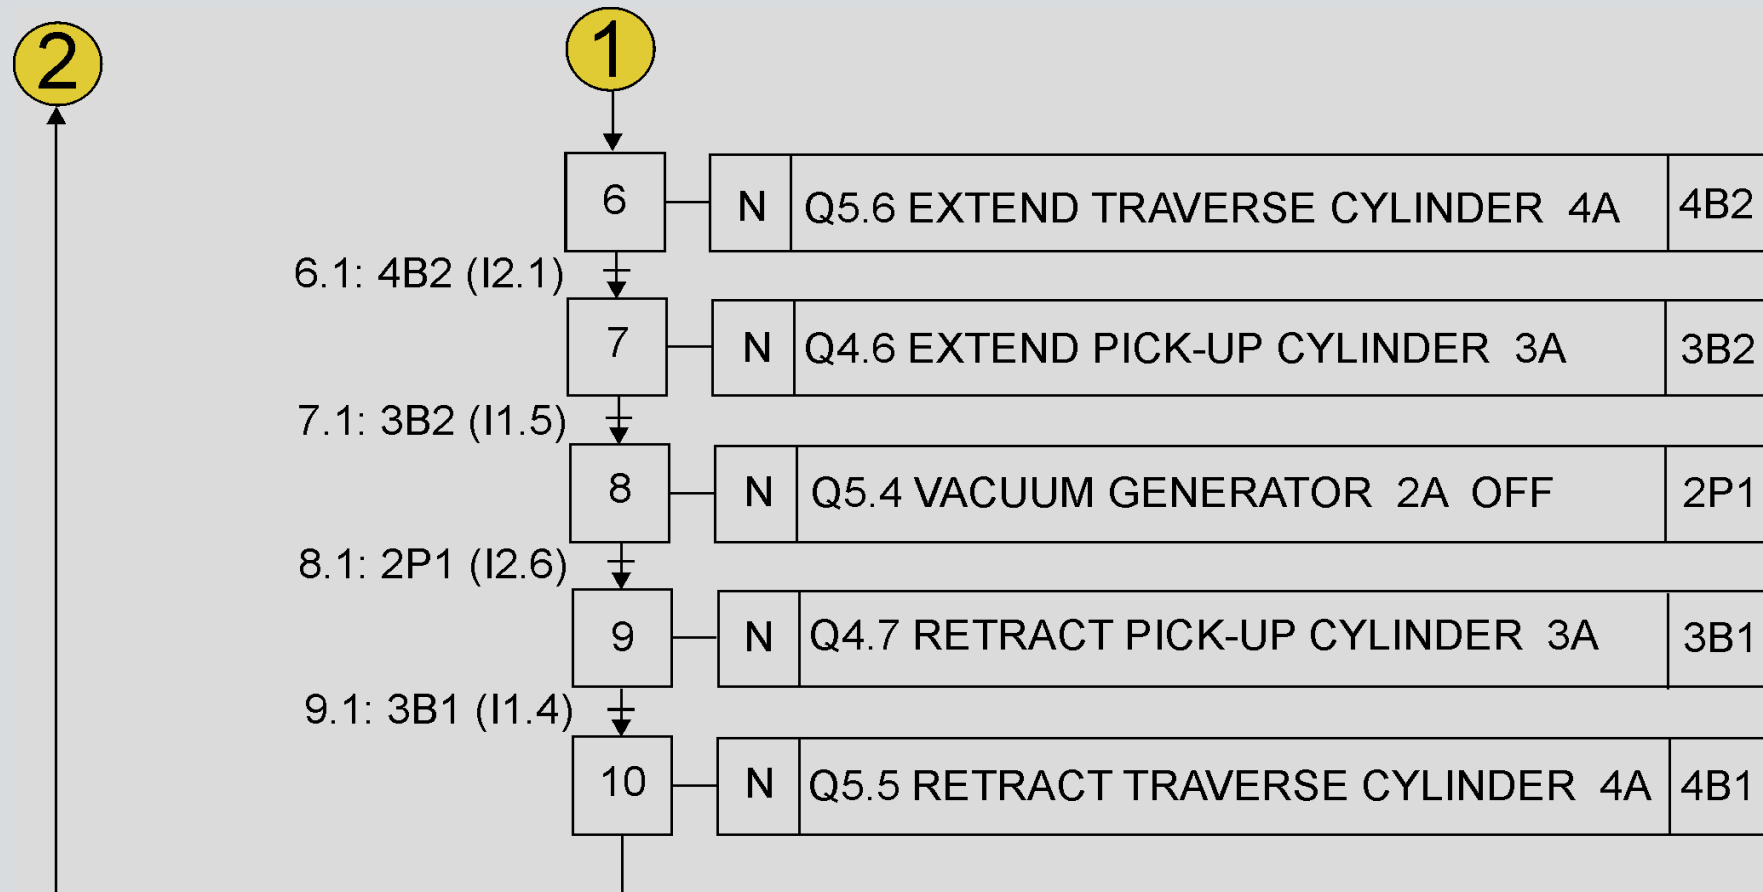 2
1
6
N
Q5.6 EXTEND TRAVERSE CYLINDER 4A
4B2
6.1: 4B2 (I2.1)
7
N
Q4.6 EXTEND PICK-UP CYLINDER 3A
3B2
7.1: 3B2 (I1.5)
8
N
Q5.4 VACUUM GENERATOR 2A OFF
2P1
8.1: 2P1 (I2.6)
9
N
Q4.7 RETRACT PICK-UP CYLINDER 3A
3B1
9.1: 3B1 (I1.4)
10
N
Q5.5 RETRACT TRAVERSE CYLINDER 4A
4B1